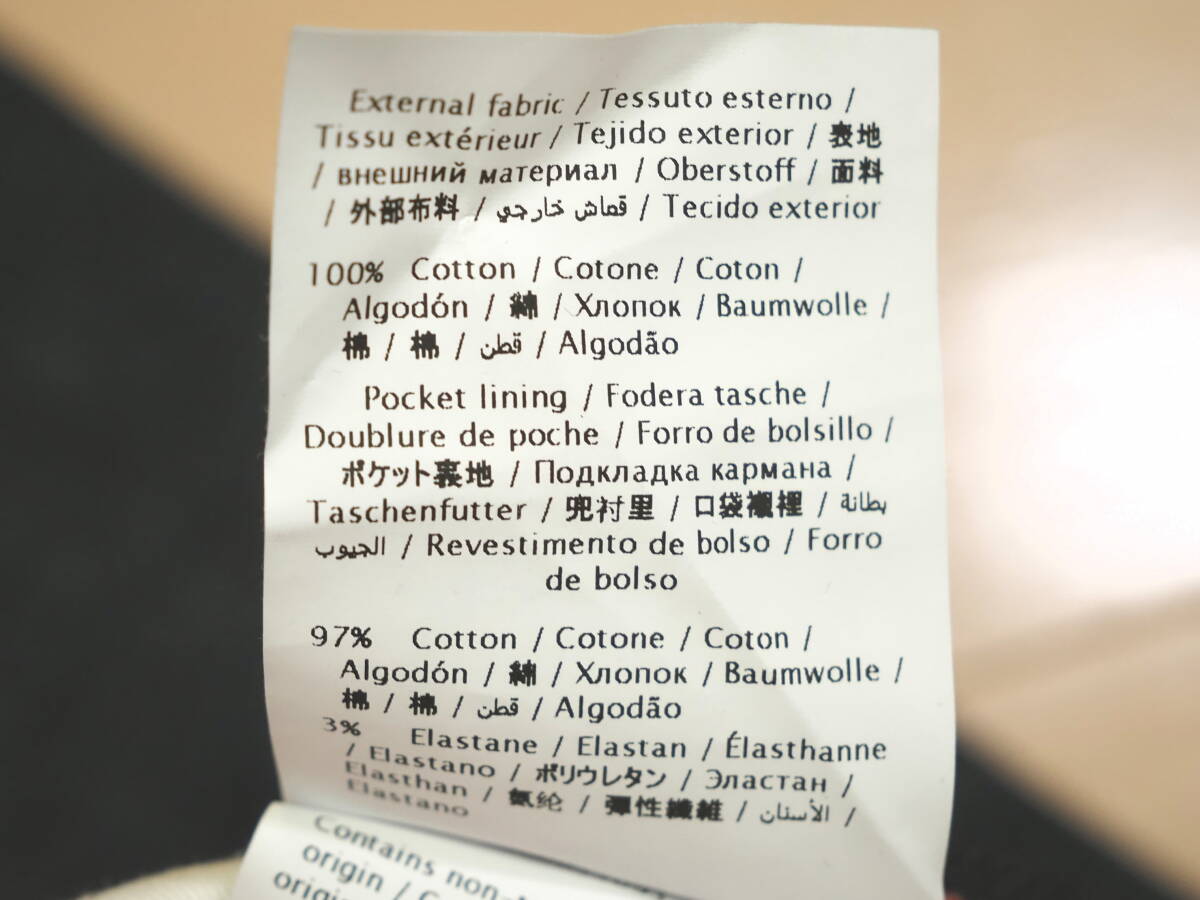 External fabric / Tessuto esterno /
Tissu extérieur / Tejido exterior / 表地
/ внешний материал / Oberstoff / 面料
/ 外部布料 / قماش خارجي / Tecido exterior
100% Cotton / Cotone / Coton /
Algodón / 綿 / Хлопок / Baumwolle /
棉 / 棉 / قطن / Algodão
Pocket lining / Fodera tasche /
Doublure de poche / Forro de bolsillo /
ポケット裏地 / Подкладка кармана /
Taschenfutter / 兜衬里 / 口袋襯裡 / بطانة
الجيوب / Revestimento de bolso / Forro
de bolso
97% Cotton / Cotone / Coton /
Algodón / 綿 / Хлопок / Baumwolle /
棉 / 棉 / قطن / Algodão
3% Elastane / Elastan / Élasthanne
/ Elastano / ポリウレタン / Эластан /
Elasthan / 氨纶 / 彈性纖維 / الأستان /
Elastano
Contains non-
origin /